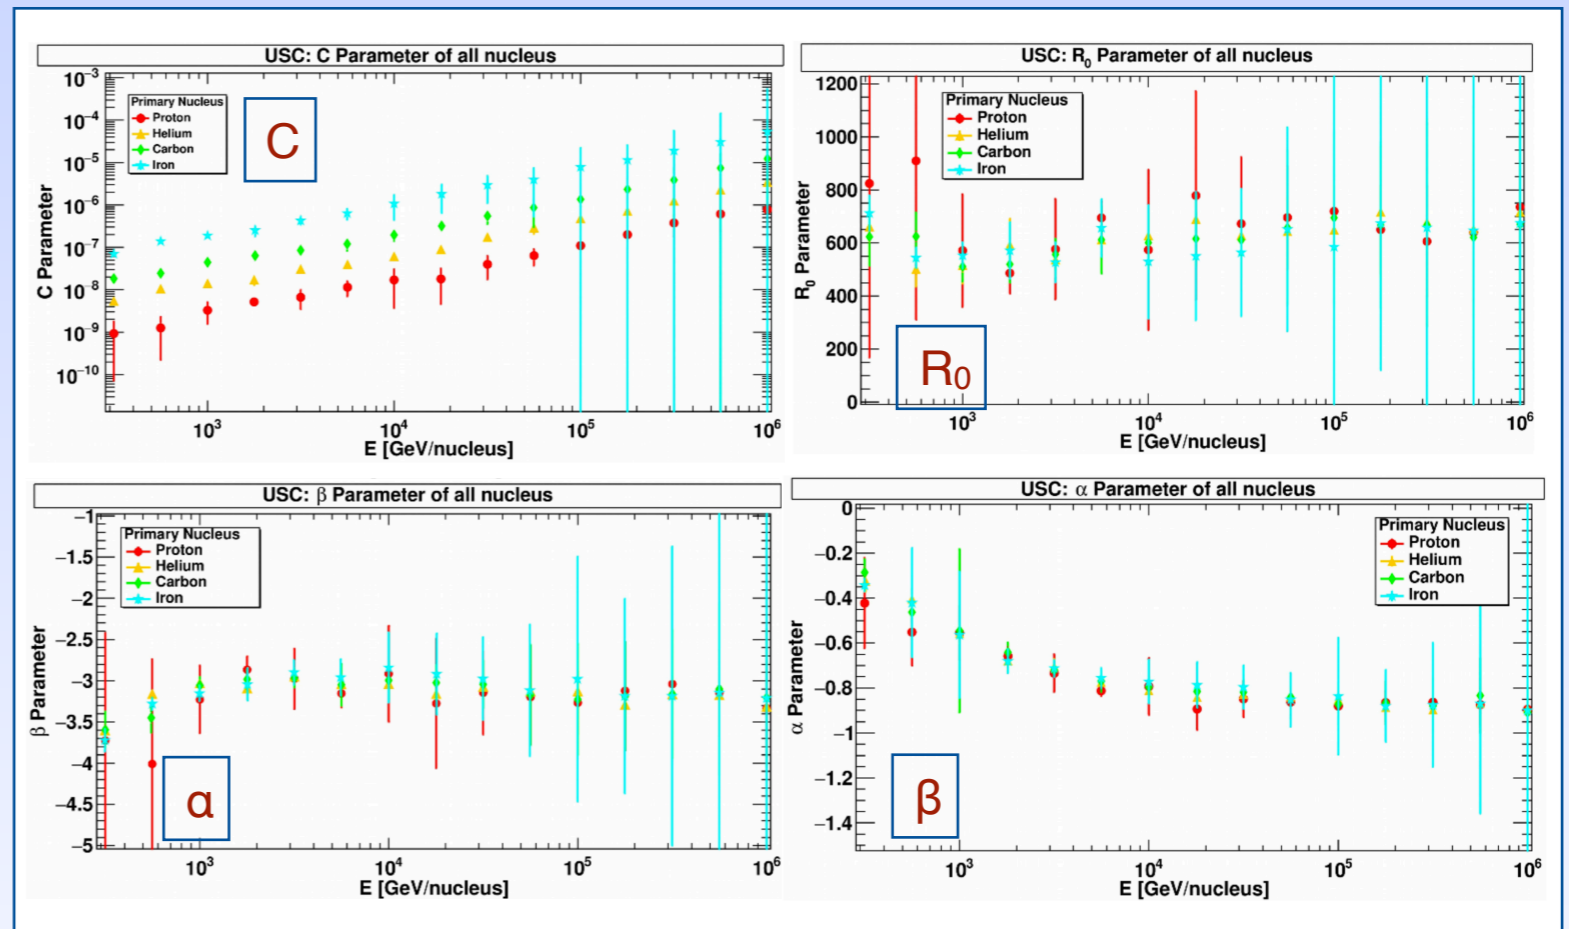 USC: C Parameter of all nucleus
10⁻³
10⁻⁴
10⁻⁵
10⁻⁶
10⁻⁷
10⁻⁸
10⁻⁹
10⁻¹⁰
C Parameter
Primary Nucleus
Proton
Helium
Carbon
Iron
C
10³
10⁴
10⁵
10⁶
E [GeV/nucleus]
USC: R₀ Parameter of all nucleus
1200
1000
800
600
400
200
0
R₀ Parameter
Primary Nucleus
Proton
Helium
Carbon
Iron
R₀
10³
10⁴
10⁵
10⁶
E [GeV/nucleus]
USC: β Parameter of all nucleus
−1
−1.5
−2
−2.5
−3
−3.5
−4
−4.5
−5
β Parameter
Primary Nucleus
Proton
Helium
Carbon
Iron
α
10³
10⁴
10⁵
10⁶
E [GeV/nucleus]
USC: α Parameter of all nucleus
0
−0.2
−0.4
−0.6
−0.8
−1
−1.2
−1.4
α Parameter
Primary Nucleus
Proton
Helium
Carbon
Iron
β
10³
10⁴
10⁵
10⁶
E [GeV/nucleus]